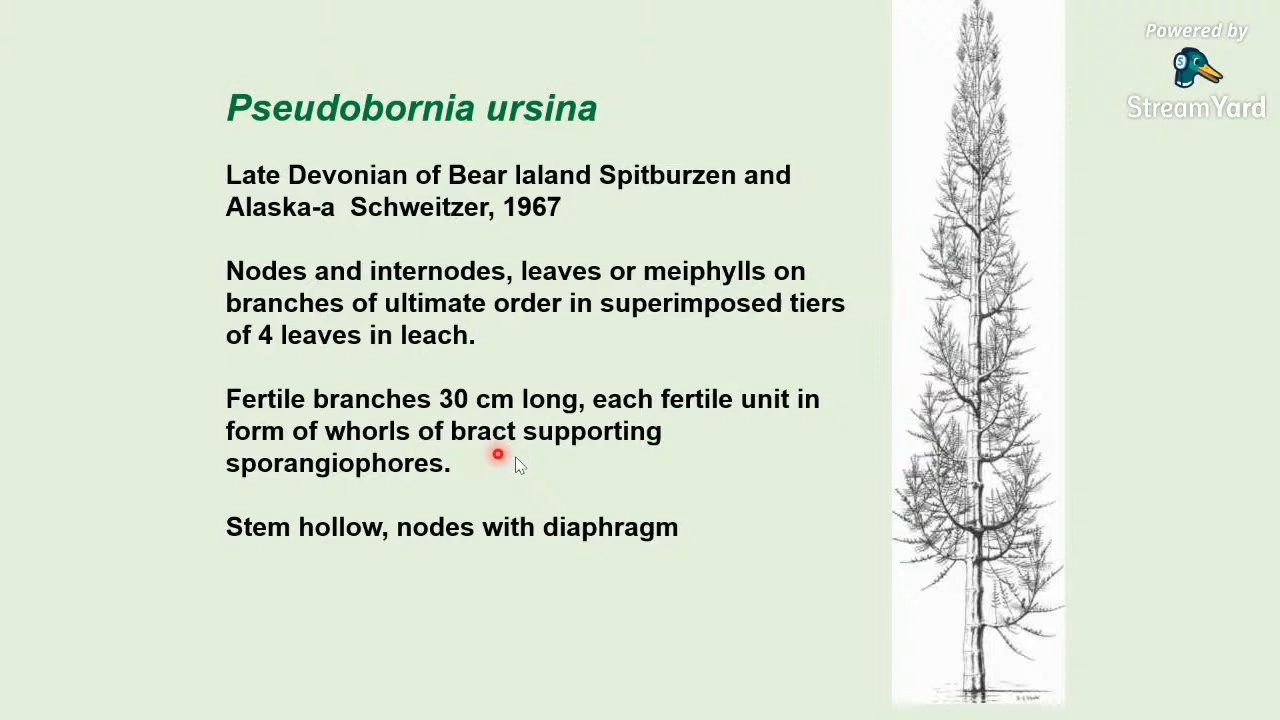 Powered by
StreamYard
Pseudobornia ursina
Late Devonian of Bear laland Spitburzen and
Alaska-a Schweitzer, 1967
Nodes and internodes, leaves or meiphylls on
branches of ultimate order in superimposed tiers
of 4 leaves in leach.
Fertile branches 30 cm long, each fertile unit in
form of whorls of bract supporting
sporangiophores.
Stem hollow, nodes with diaphragm